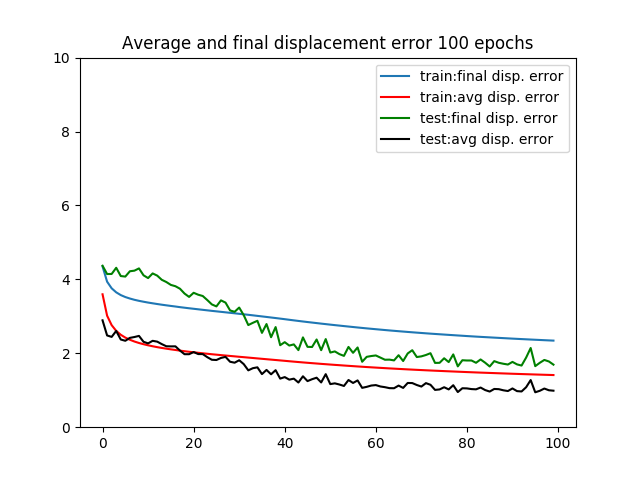 Average and final displacement error 100 epochs
10
8
6
4
2
0
train:final disp. error
train:avg disp. error
test:final disp. error
test:avg disp. error
0 20 40 60 80 100